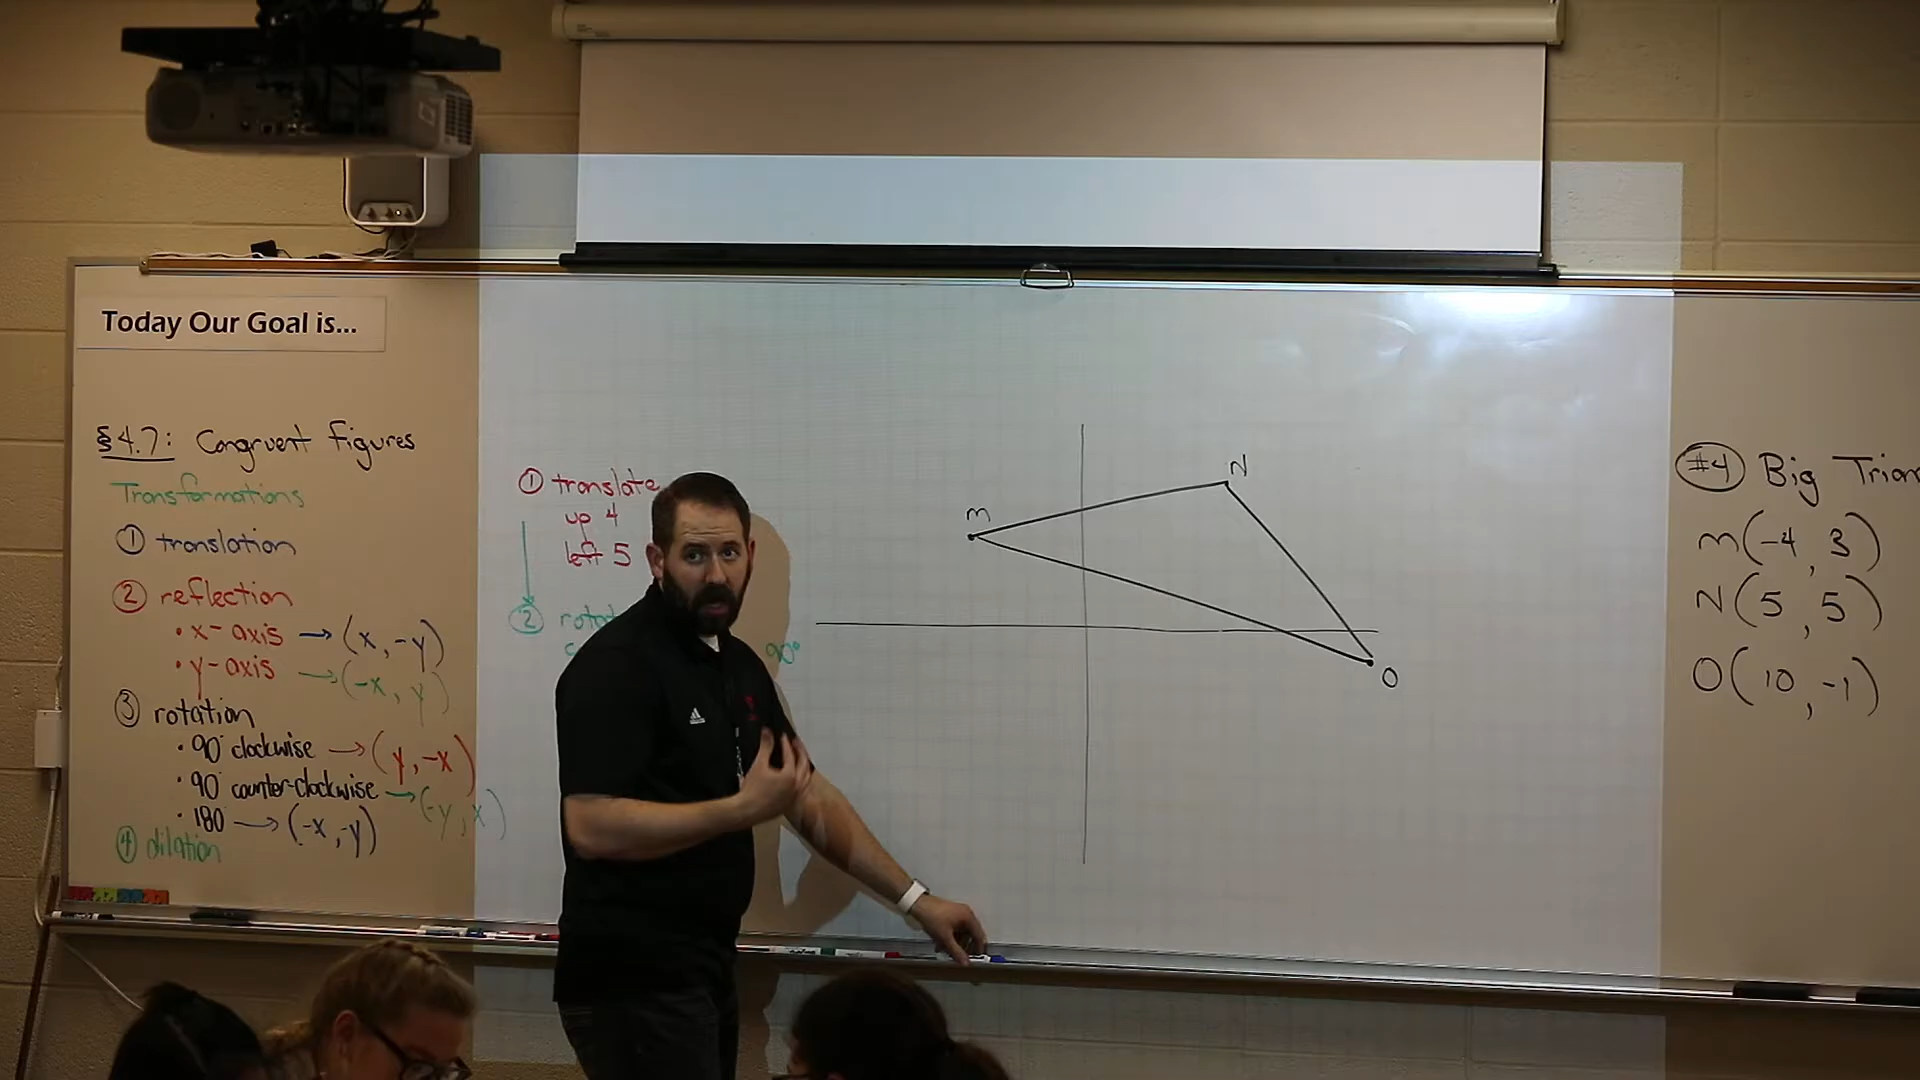 Today Our Goal is...
§4.7: Congruent Figures
Transformations
① translation
② reflection
• x-axis → (x, -y)
• y-axis → (-x, y)
③ rotation
• 90° clockwise → (y, -x)
• 90° counter-clockwise → (-y, x)
• 180° → (-x, -y)
④ dilation
① translate
up 4
left 5
②
90°
M
N
O
#4 Big
M(-4, 3)
N(5, 5)
O(10, -1)